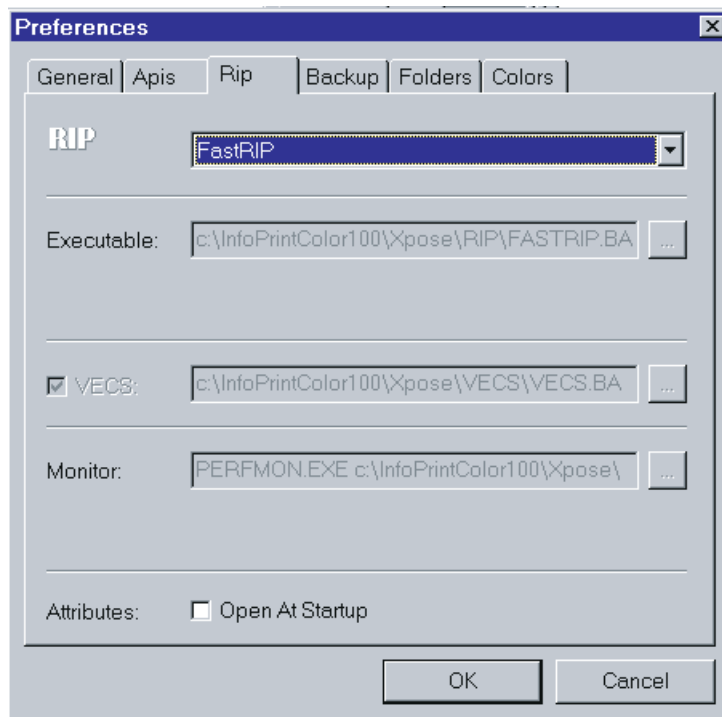 Preferences
General Apis Rip Backup Folders Colors
RIP
FastRIP
Executable: c:\InfoPrintColor100\Xpose\RIP\FASTRIP.BA ...
VECS: c:\InfoPrintColor100\Xpose\VECS\VECS.BA ...
Monitor: PERFMON.EXE c:\InfoPrintColor100\Xpose\ ...
Attributes: Open At Startup
OK Cancel